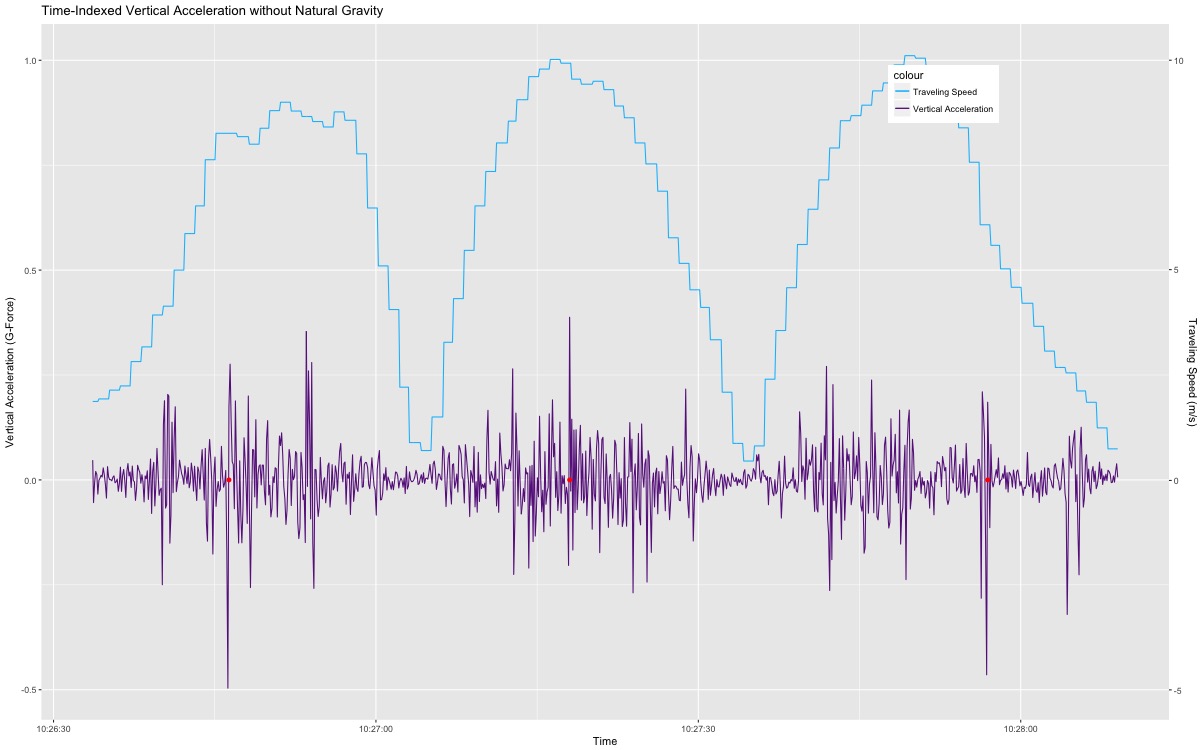 Time-Indexed Vertical Acceleration without Natural Gravity
1.0
0.5
0.0
-0.5
Vertical Acceleration (G-Force)
10
5
0
-5
Traveling Speed (m/s)
colour
Traveling Speed
Vertical Acceleration
10:26:30
10:27:00
10:27:30
10:28:00
Time